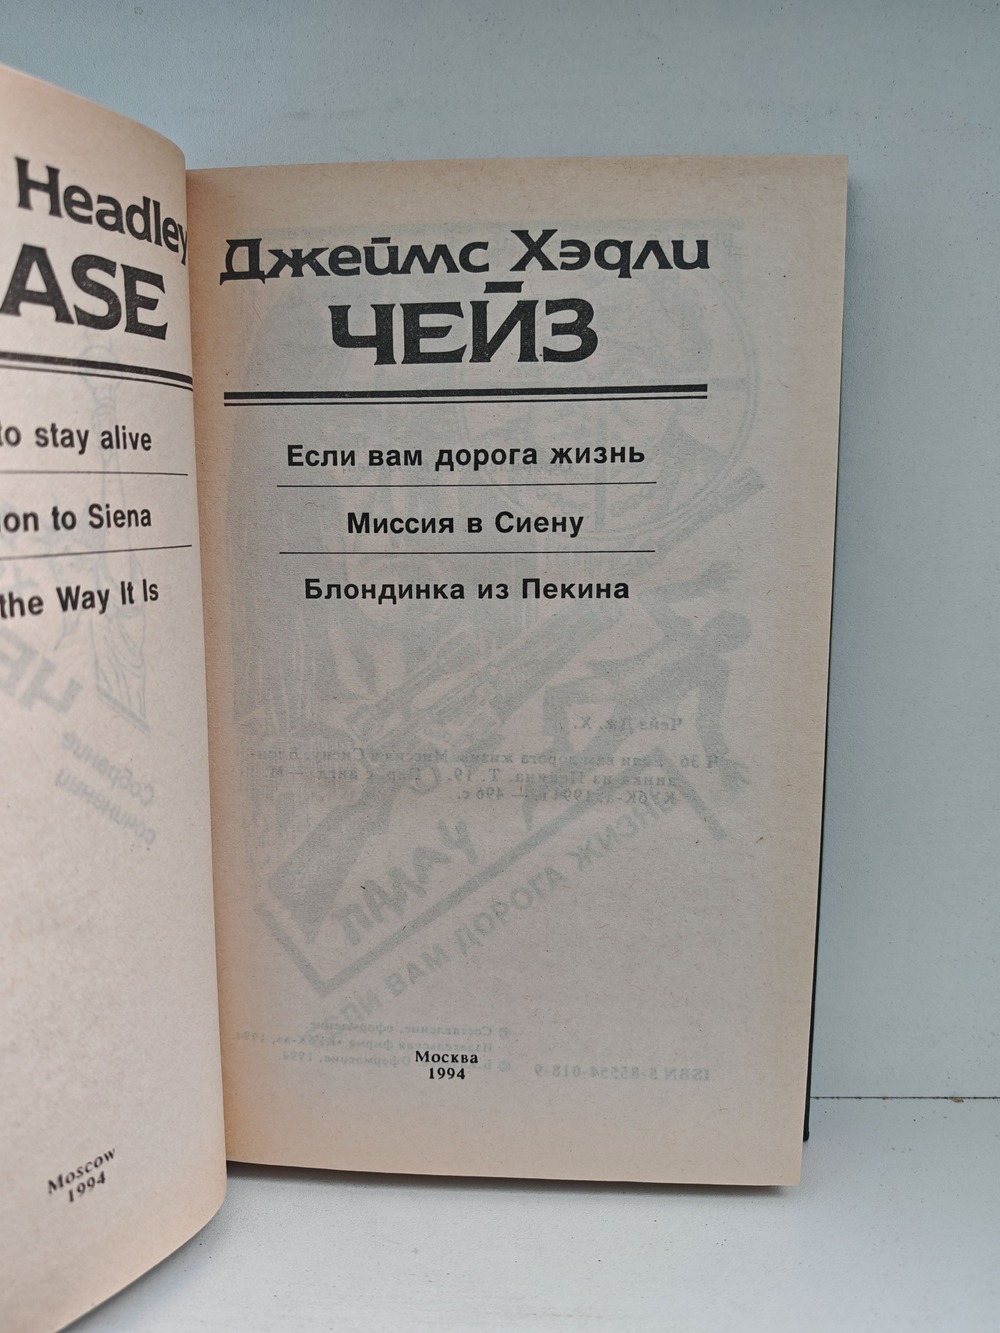 Headley
ASE
to stay alive
ion to Siena
the Way It Is
Moscow
1994
Джеймс Хэдли
ЧЕЙЗ
Если вам дорога жизнь
Миссия в Сиену
Блондинка из Пекина
Москва
1994